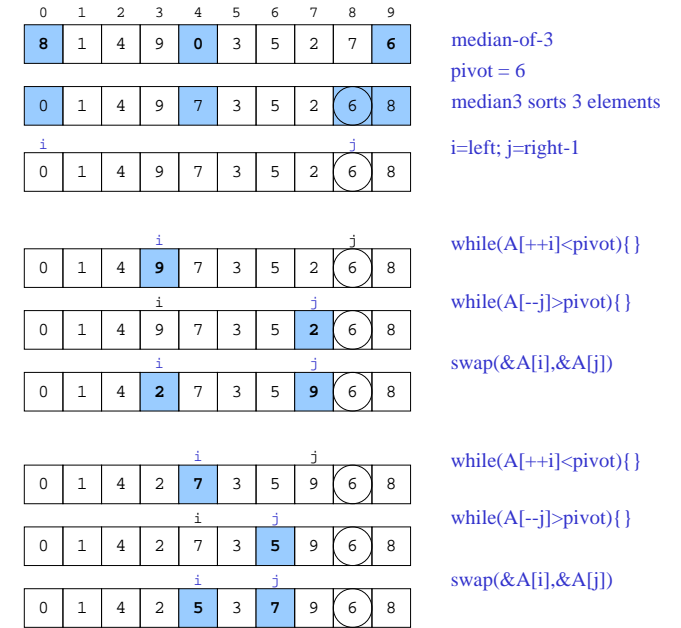 0 1 2 3 4 5 6 7 8 9
8 1 4 9 0 3 5 2 7 6 median-of-3
pivot = 6
0 1 4 9 7 3 5 2 6 8 median3 sorts 3 elements
i j i=left; j=right-1
0 1 4 9 7 3 5 2 6 8
i j while(A[++i]<pivot){}
0 1 4 9 7 3 5 2 6 8
i j while(A[--j]>pivot){}
0 1 4 9 7 3 5 2 6 8
i j swap(&A[i],&A[j])
0 1 4 2 7 3 5 9 6 8
i j while(A[++i]<pivot){}
0 1 4 2 7 3 5 9 6 8
i j while(A[--j]>pivot){}
0 1 4 2 7 3 5 9 6 8
i j swap(&A[i],&A[j])
0 1 4 2 5 3 7 9 6 8